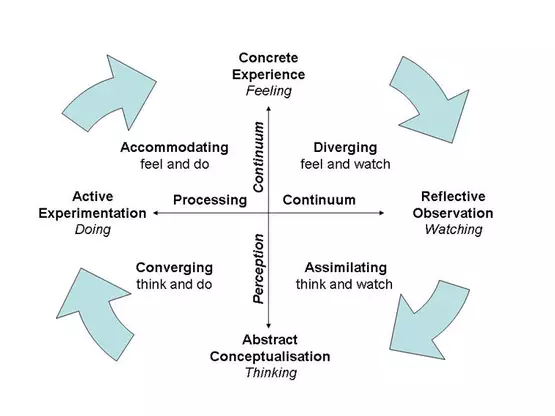 Concrete
Experience
Feeling
Accommodating
feel and do
Continuum
Diverging
feel and watch
Active
Experimentation
Doing
Processing
Continuum
Reflective
Observation
Watching
Converging
think and do
Perception
Assimilating
think and watch
Abstract
Conceptualisation
Thinking